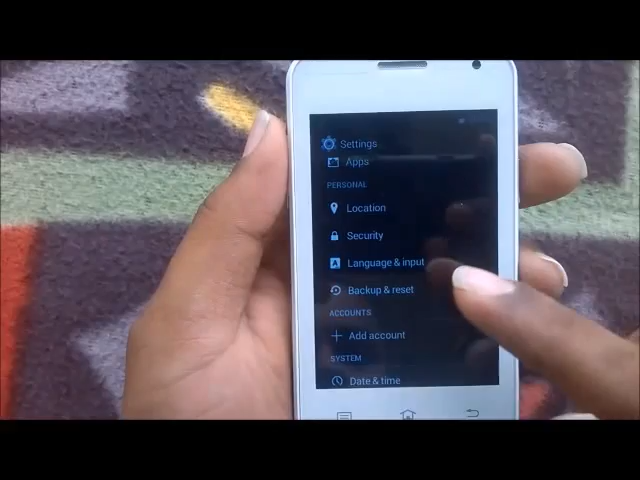 Settings
Apps
PERSONAL
Location
Security
Language & input
Backup & reset
ACCOUNTS
Add account
SYSTEM
Date & time